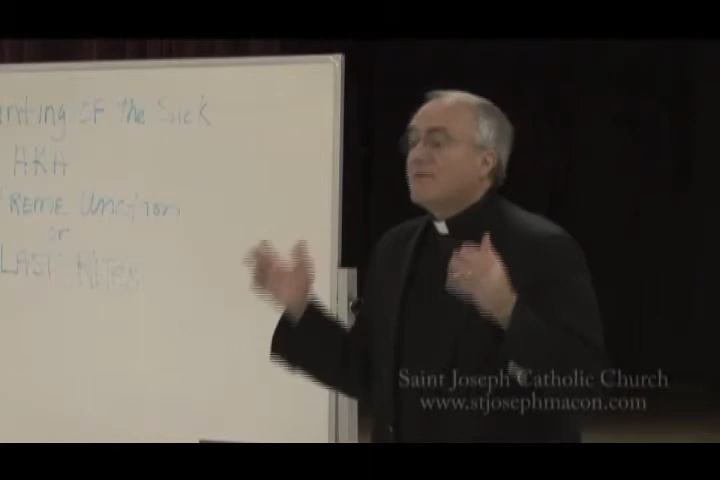 nting OF the Sick
AKA
TREME Unction
or
LAST RITES
Saint Joseph Catholic Church
www.stjosephmacon.com